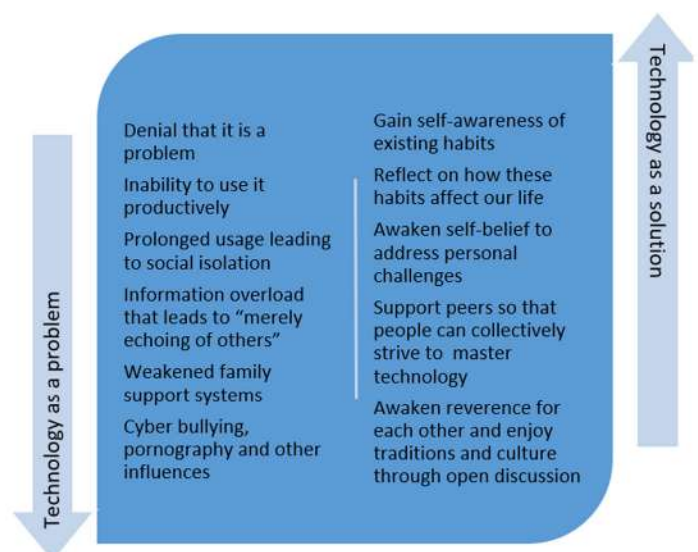 Technology as a problem
Denial that it is a
problem
Inability to use it
productively
Prolonged usage leading
to social isolation
Information overload
that leads to “merely
echoing of others”
Weakened family
support systems
Cyber bullying,
pornography and other
influences
Gain self-awareness of
existing habits
Reflect on how these
habits affect our life
Awaken self-belief to
address personal
challenges
Support peers so that
people can collectively
strive to master
technology
Awaken reverence for
each other and enjoy
traditions and culture
through open discussion
Technology as a solution